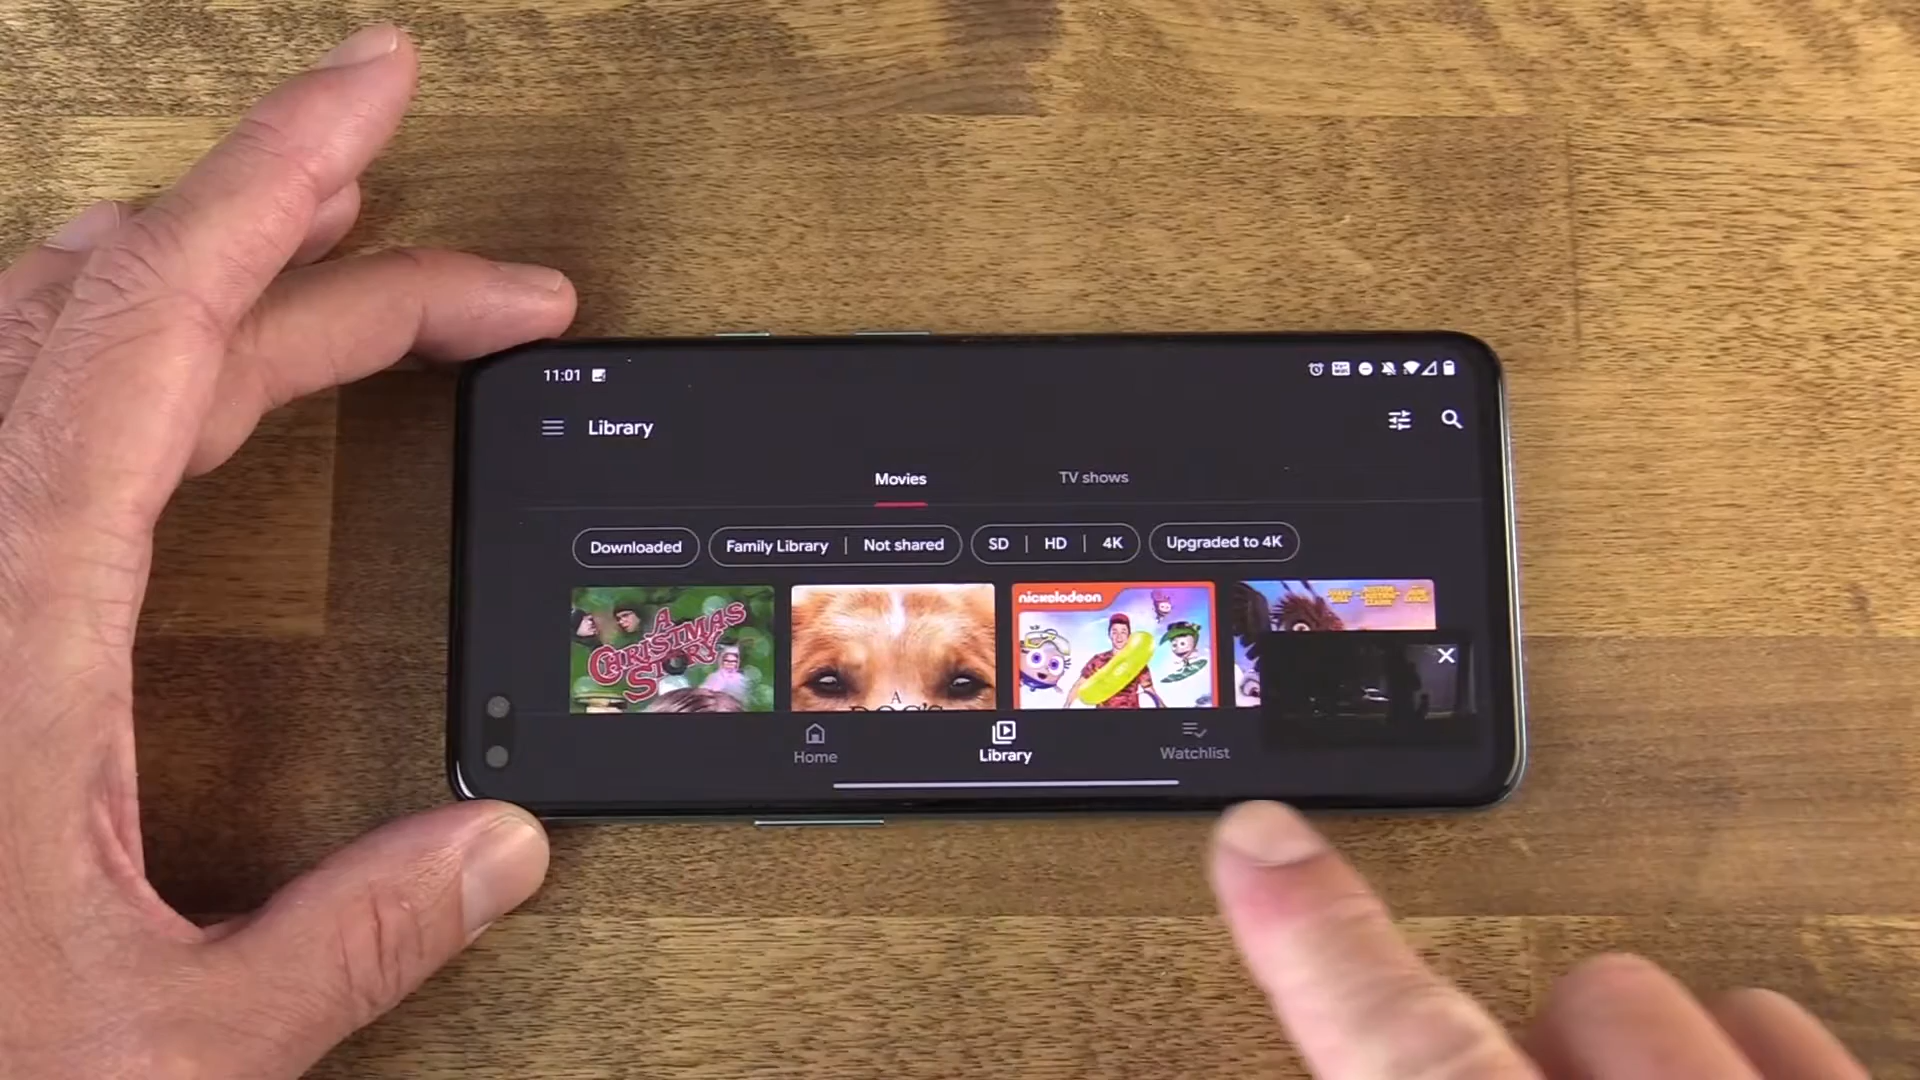 11:01
Library
Movies TV shows
Downloaded Family Library | Not shared SD | HD | 4K Upgraded to 4K
A CHRISTMAS STORY
A
DOG'S
nickelodeon
Home Library Watchlist